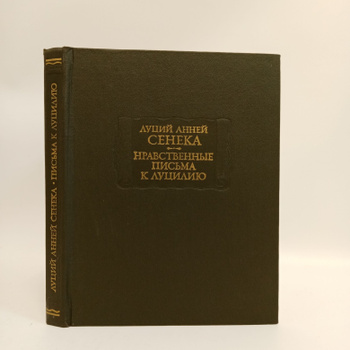 ЛУЦИЙ АННЕЙ
СЕНЕКА
НРАВСТВЕННЫЕ
ПИСЬМА
К ЛУЦИЛИЮ
ЛУЦИЙ АННЕЙ СЕНЕКА • ПИСЬМА К ЛУЦИЛИЮ